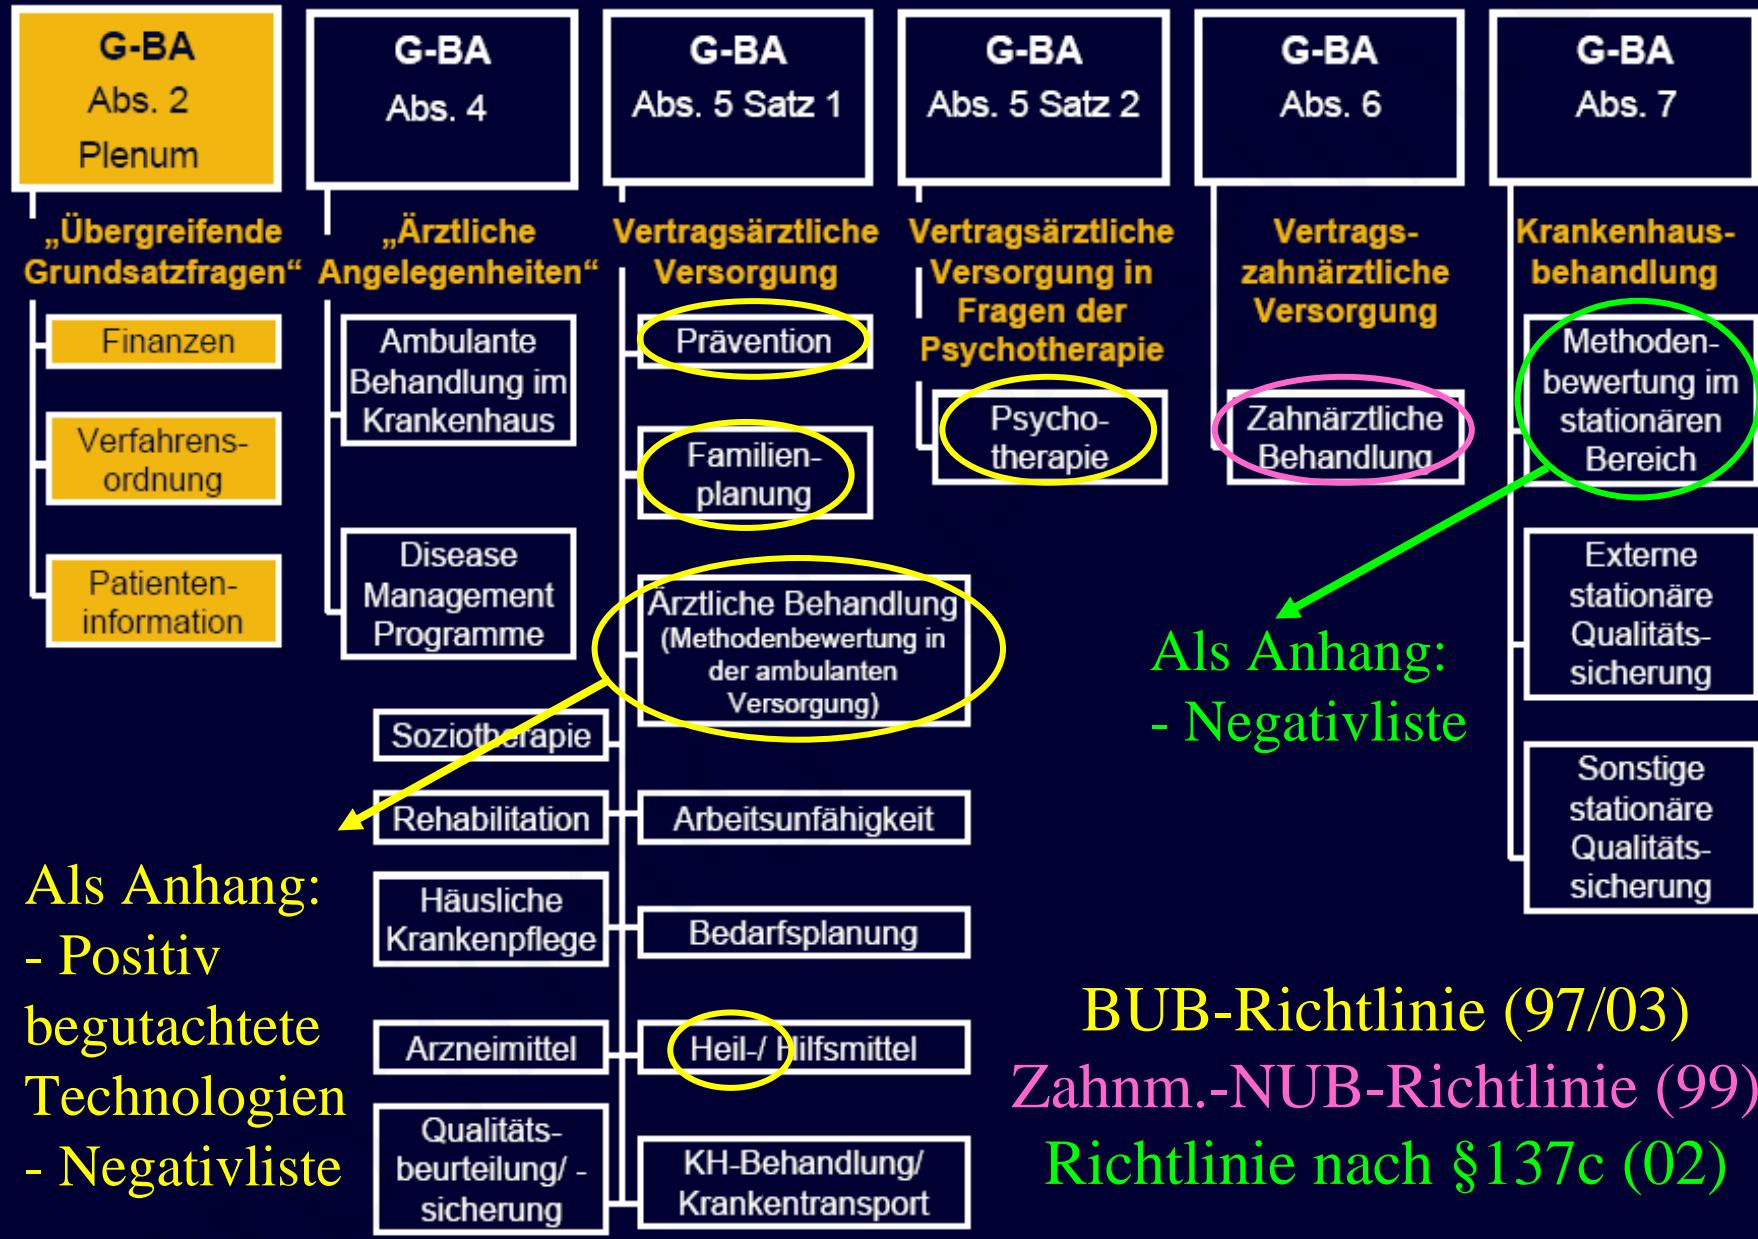 G-BA
Abs. 2
Plenum
„Übergreifende
Grundsatzfragen“
Finanzen
Verfahrens-
ordnung
Patienten-
information
G-BA
Abs. 4
„Ärztliche
Angelegenheiten“
Ambulante
Behandlung im
Krankenhaus
Disease
Management
Programme
G-BA
Abs. 5 Satz 1
Vertragsärztliche
Versorgung
Prävention
Familien-
planung
Ärztliche Behandlung
(Methodenbewertung in
der ambulanten
Versorgung)
Soziotherapie
Rehabilitation
Arbeitsunfähigkeit
Häusliche
Krankenpflege
Bedarfsplanung
Arzneimittel
Heil-/ Hilfsmittel
Qualitäts-
beurteilung/ -
sicherung
KH-Behandlung/
Krankentransport
G-BA
Abs. 5 Satz 2
Vertragsärztliche
Versorgung in
Fragen der
Psychotherapie
Psycho-
therapie
G-BA
Abs. 6
Vertrags-
zahnärztliche
Versorgung
Zahnärztliche
Behandlung
G-BA
Abs. 7
Krankenhaus-
behandlung
Methoden-
bewertung im
stationären
Bereich
Externe
stationäre
Qualitäts-
sicherung
Sonstige
stationäre
Qualitäts-
sicherung
Als Anhang:
- Negativliste
Als Anhang:
- Positiv
begutachtete
Technologien
- Negativliste
BUB-Richtlinie (97/03)
Zahnm.-NUB-Richtlinie (99)
Richtlinie nach §137c (02)